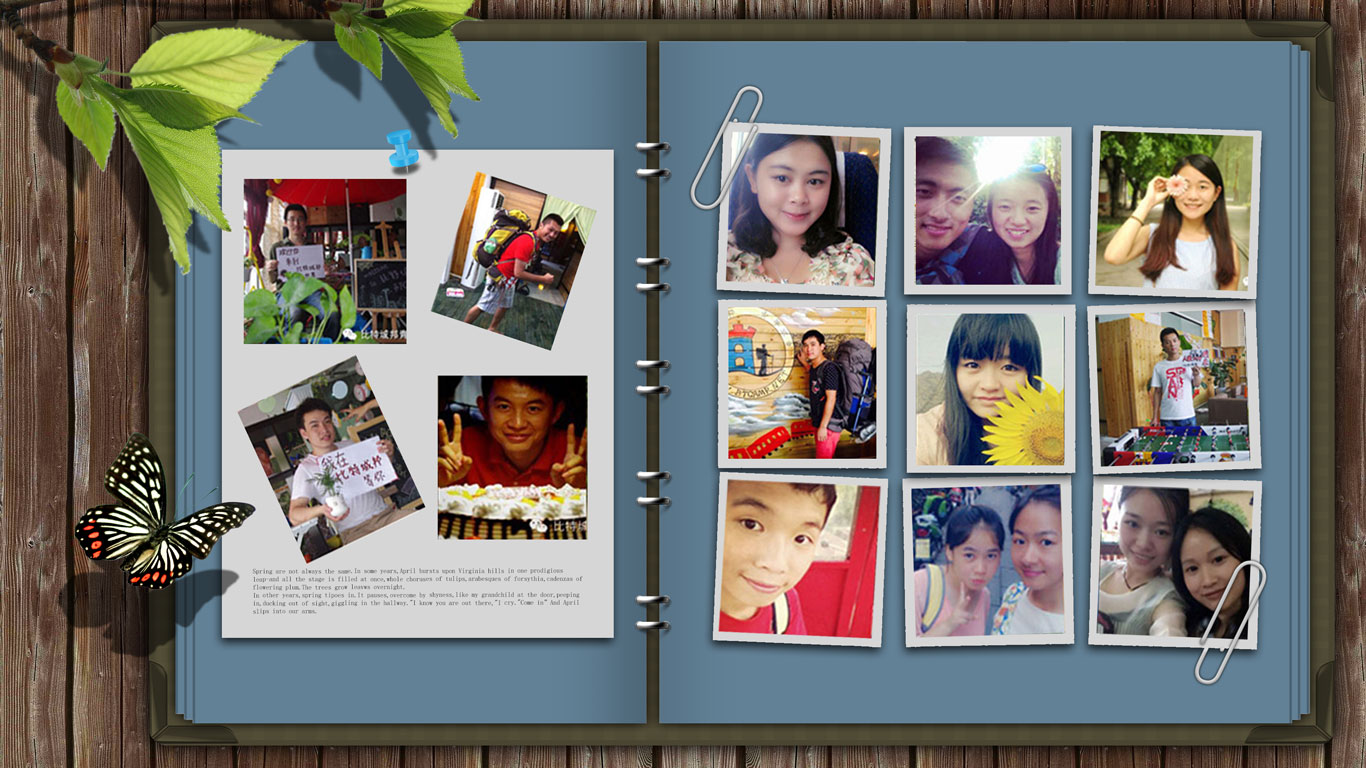 比特城邦青
我在
比特城邦
等你
比特城
Spring are not always the same.In some years,April bursts upon Virginia hills in one prodigious
leap-and all the stage is filled at once,whole choruses of tulips,arabesques of forsythia,cadenzas of
flowering plum.The trees grow leaves overnight.
In other years,spring tipoes in.It pauses,overcome by shyness,like my grandchild at the door,peeping
in,ducking out of sight,giggling in the hallway."I know you are out there,"I cry."Come in" And April
slips into our arms.